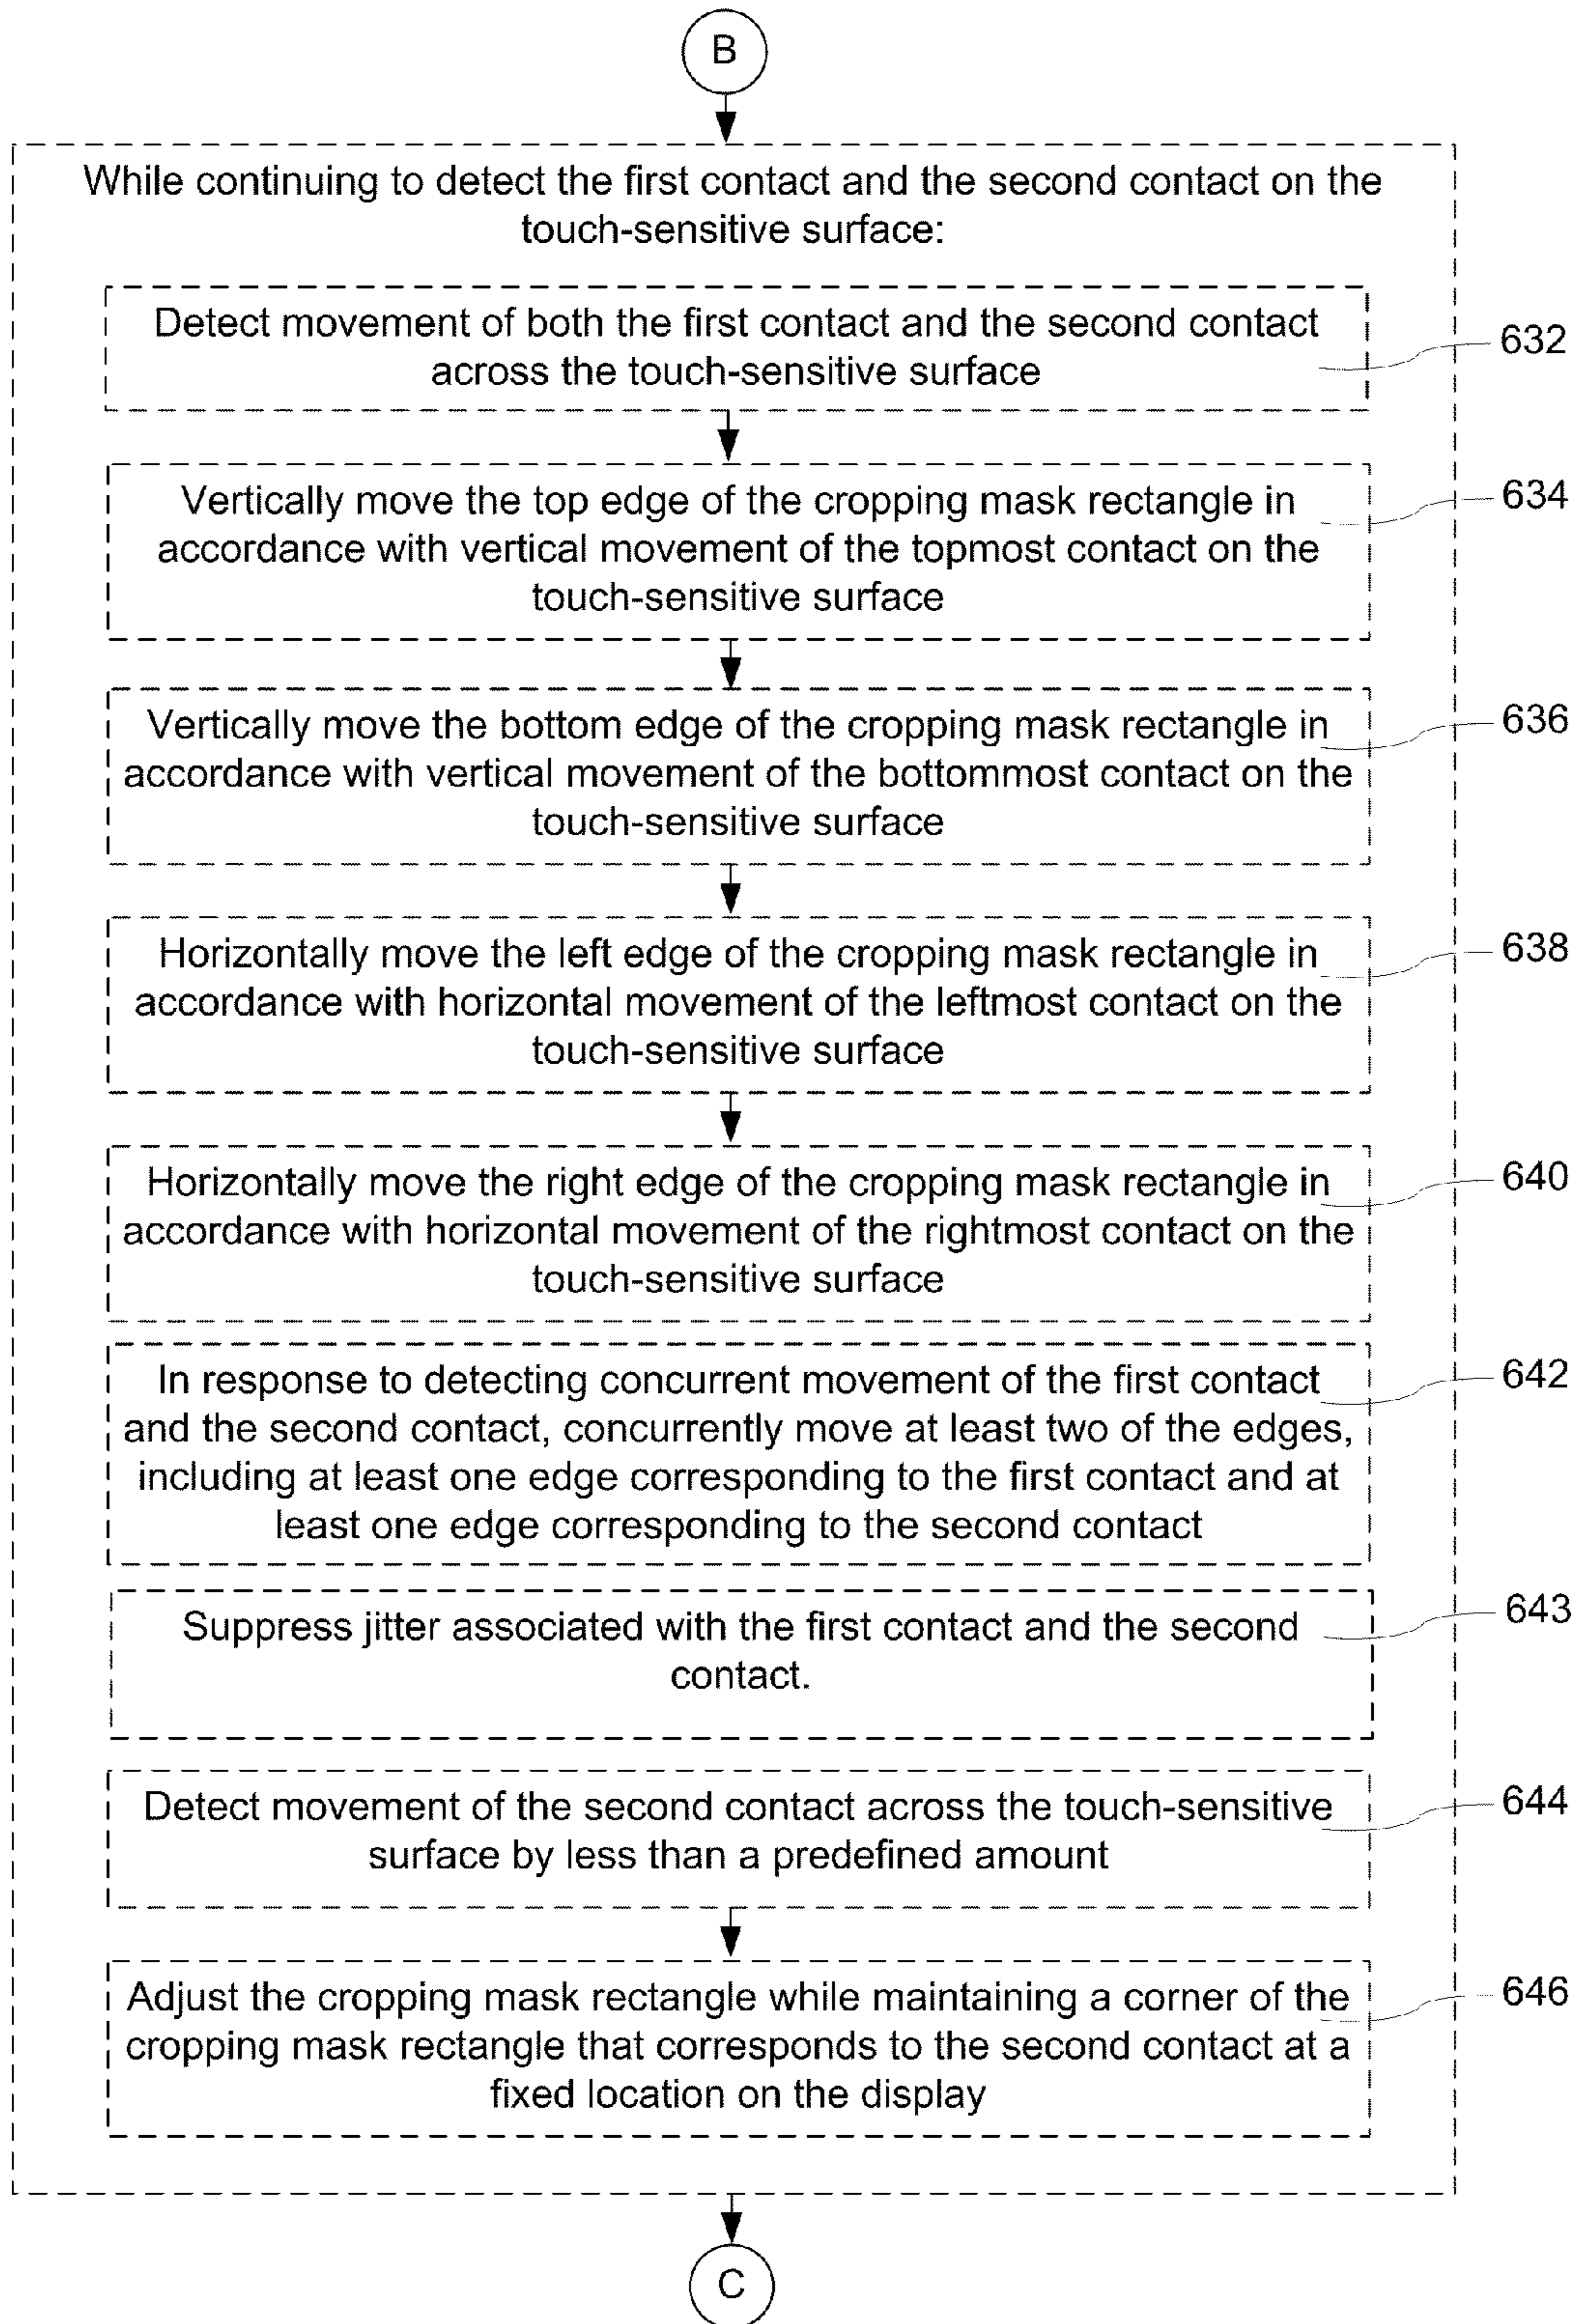 B
While continuing to detect the first contact and the second contact on the
touch-sensitive surface:
Detect movement of both the first contact and the second contact
across the touch-sensitive surface
632
Vertically move the top edge of the cropping mask rectangle in
accordance with vertical movement of the topmost contact on the
touch-sensitive surface
634
Vertically move the bottom edge of the cropping mask rectangle in
accordance with vertical movement of the bottommost contact on the
touch-sensitive surface
636
Horizontally move the left edge of the cropping mask rectangle in
accordance with horizontal movement of the leftmost contact on the
touch-sensitive surface
638
Horizontally move the right edge of the cropping mask rectangle in
accordance with horizontal movement of the rightmost contact on the
touch-sensitive surface
640
In response to detecting concurrent movement of the first contact
and the second contact, concurrently move at least two of the edges,
including at least one edge corresponding to the first contact and at
least one edge corresponding to the second contact
642
Suppress jitter associated with the first contact and the second
contact.
643
Detect movement of the second contact across the touch-sensitive
surface by less than a predefined amount
644
Adjust the cropping mask rectangle while maintaining a corner of the
cropping mask rectangle that corresponds to the second contact at a
fixed location on the display
646
C